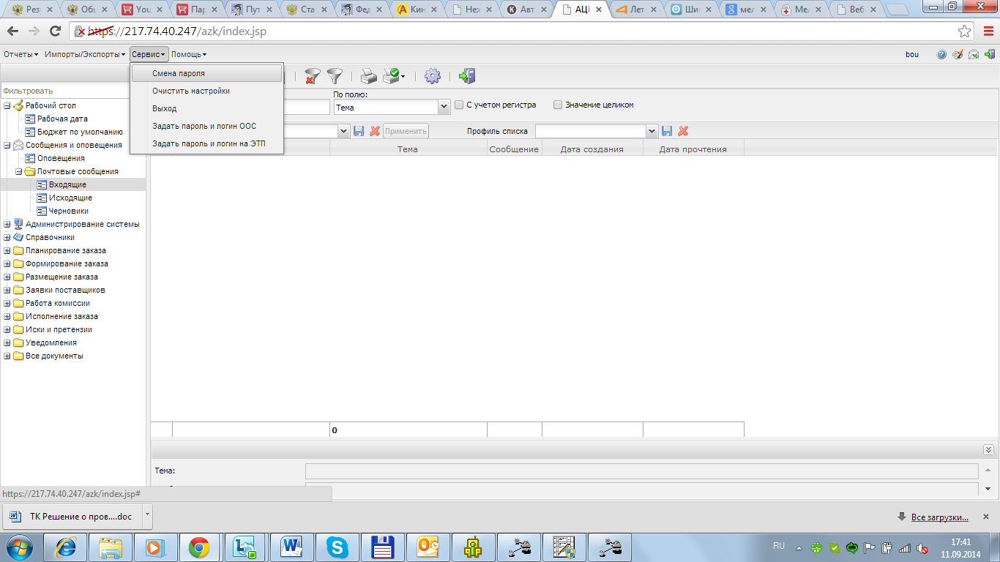 Рез
Общ
You
Пар
Пут
Ста
Фед
Кин
Нех
Авт
АЦК
Лет
Ши
мел
Ме
Веб
https://217.74.40.247/azk/index.jsp
Отчеты Импорты/Экспорты Сервис Помощь bou
Смена пароля
Очистить настройки
Выход
Задать пароль и логин ООС
Задать пароль и логин на ЭТП
По полю:
Тема
С учетом регистра
Значение целиком
Применить
Профиль списка
Тема Сообщение Дата создания Дата прочтения
Фильтровать
Рабочий стол
Рабочая дата
Бюджет по умолчанию
Сообщения и оповещения
Оповещения
Почтовые сообщения
Входящие
Исходящие
Черновики
Администрирование системы
Справочники
Планирование заказа
Формирование заказа
Размещение заказа
Заявки поставщиков
Работа комиссии
Исполнение заказа
Иски и претензии
Уведомления
Все документы
0
Тема:
https://217.74.40.247/azk/index.jsp#
ТК Решение о пров....doc
Все загрузки...
RU
17:41
11.09.2014